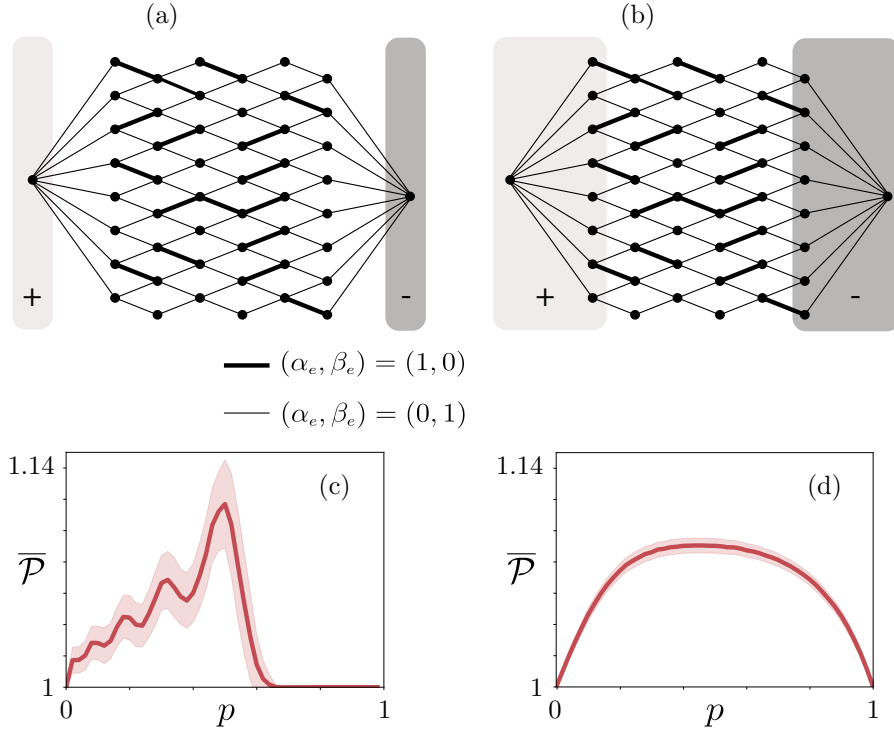 (a)
(b)
+
-
+
-
(α_e, β_e) = (1, 0)
(α_e, β_e) = (0, 1)
1.14
(c)
𝒫̅
1
0
p
1
1.14
(d)
𝒫̅
1
0
p
1